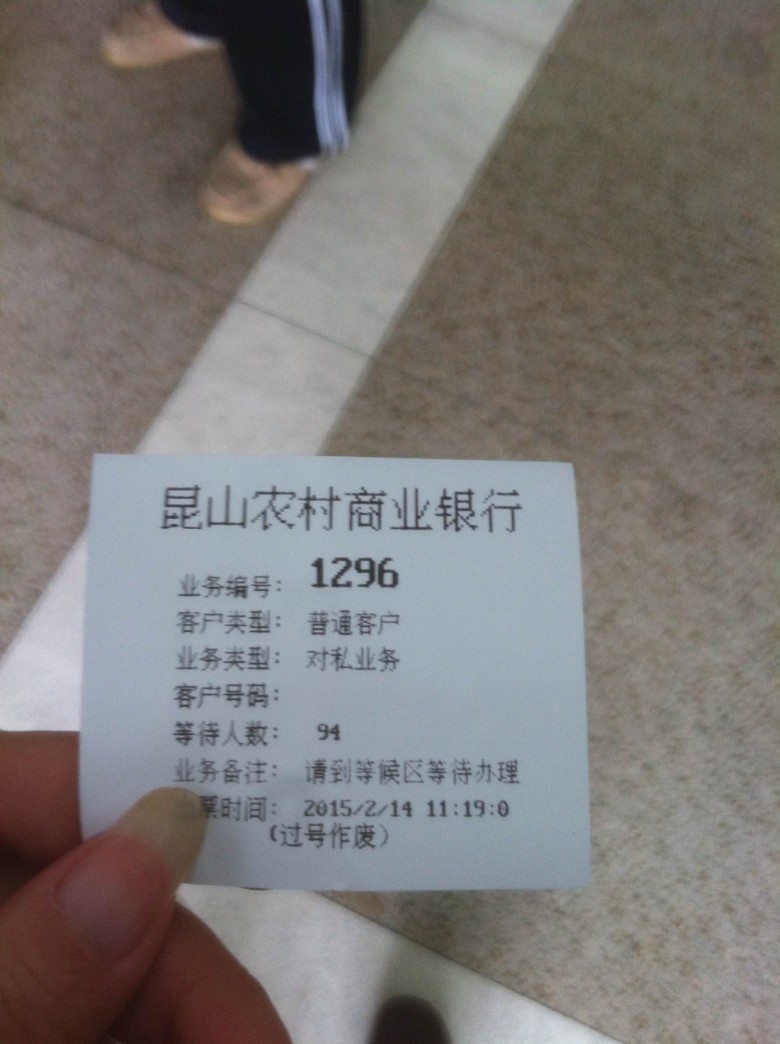 昆山农村商业银行
业务编号: 1296
客户类型: 普通客户
业务类型: 对私业务
客户号码:
等待人数: 94
业务备注: 请到等候区等待办理
票时间: 2015/2/14 11:19:0
(过号作废)